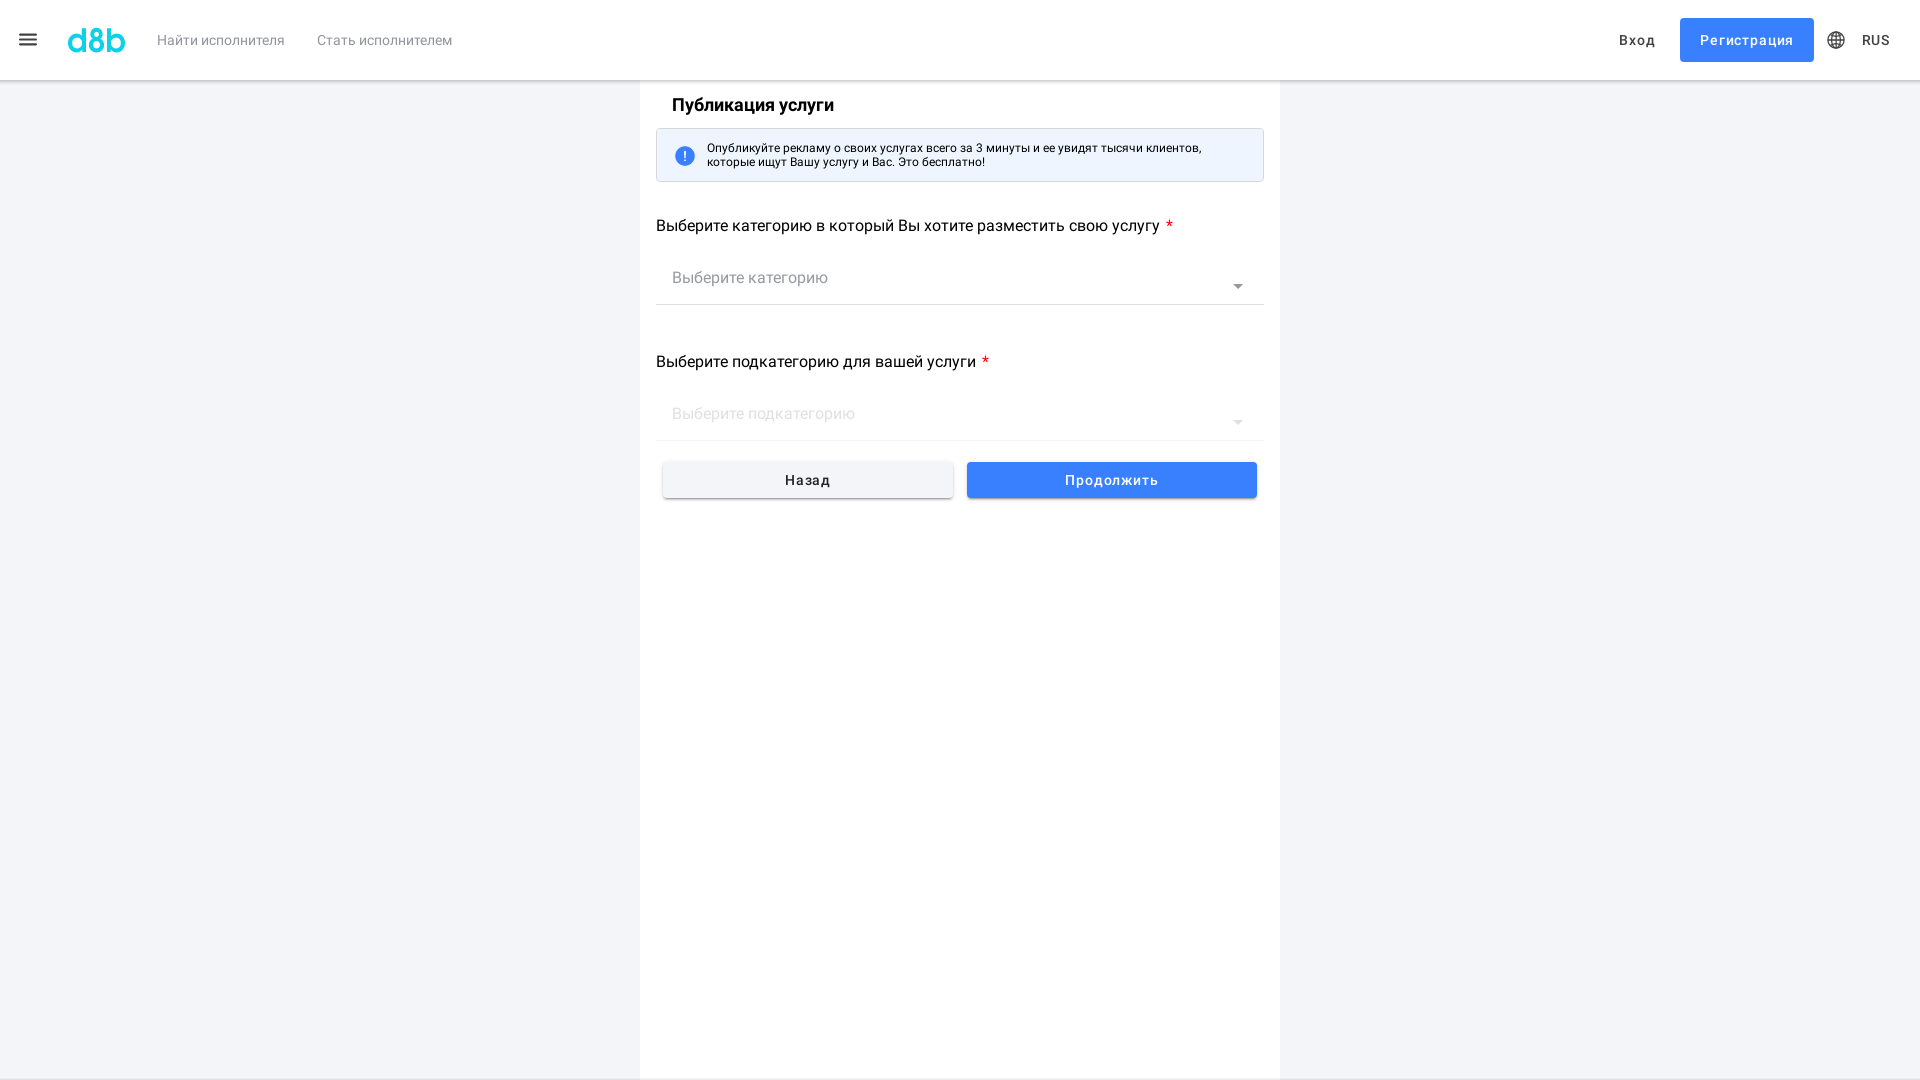 d8b
Найти исполнителя
Стать исполнителем
Вход
Регистрация
RUS
Публикация услуги
Опубликуйте рекламу о своих услугах всего за 3 минуты и ее увидят тысячи клиентов,
которые ищут Вашу услугу и Вас. Это бесплатно!
Выберите категорию в который Вы хотите разместить свою услугу *
Выберите категорию
Выберите подкатегорию для вашей услуги *
Выберите подкатегорию
Назад
Продолжить